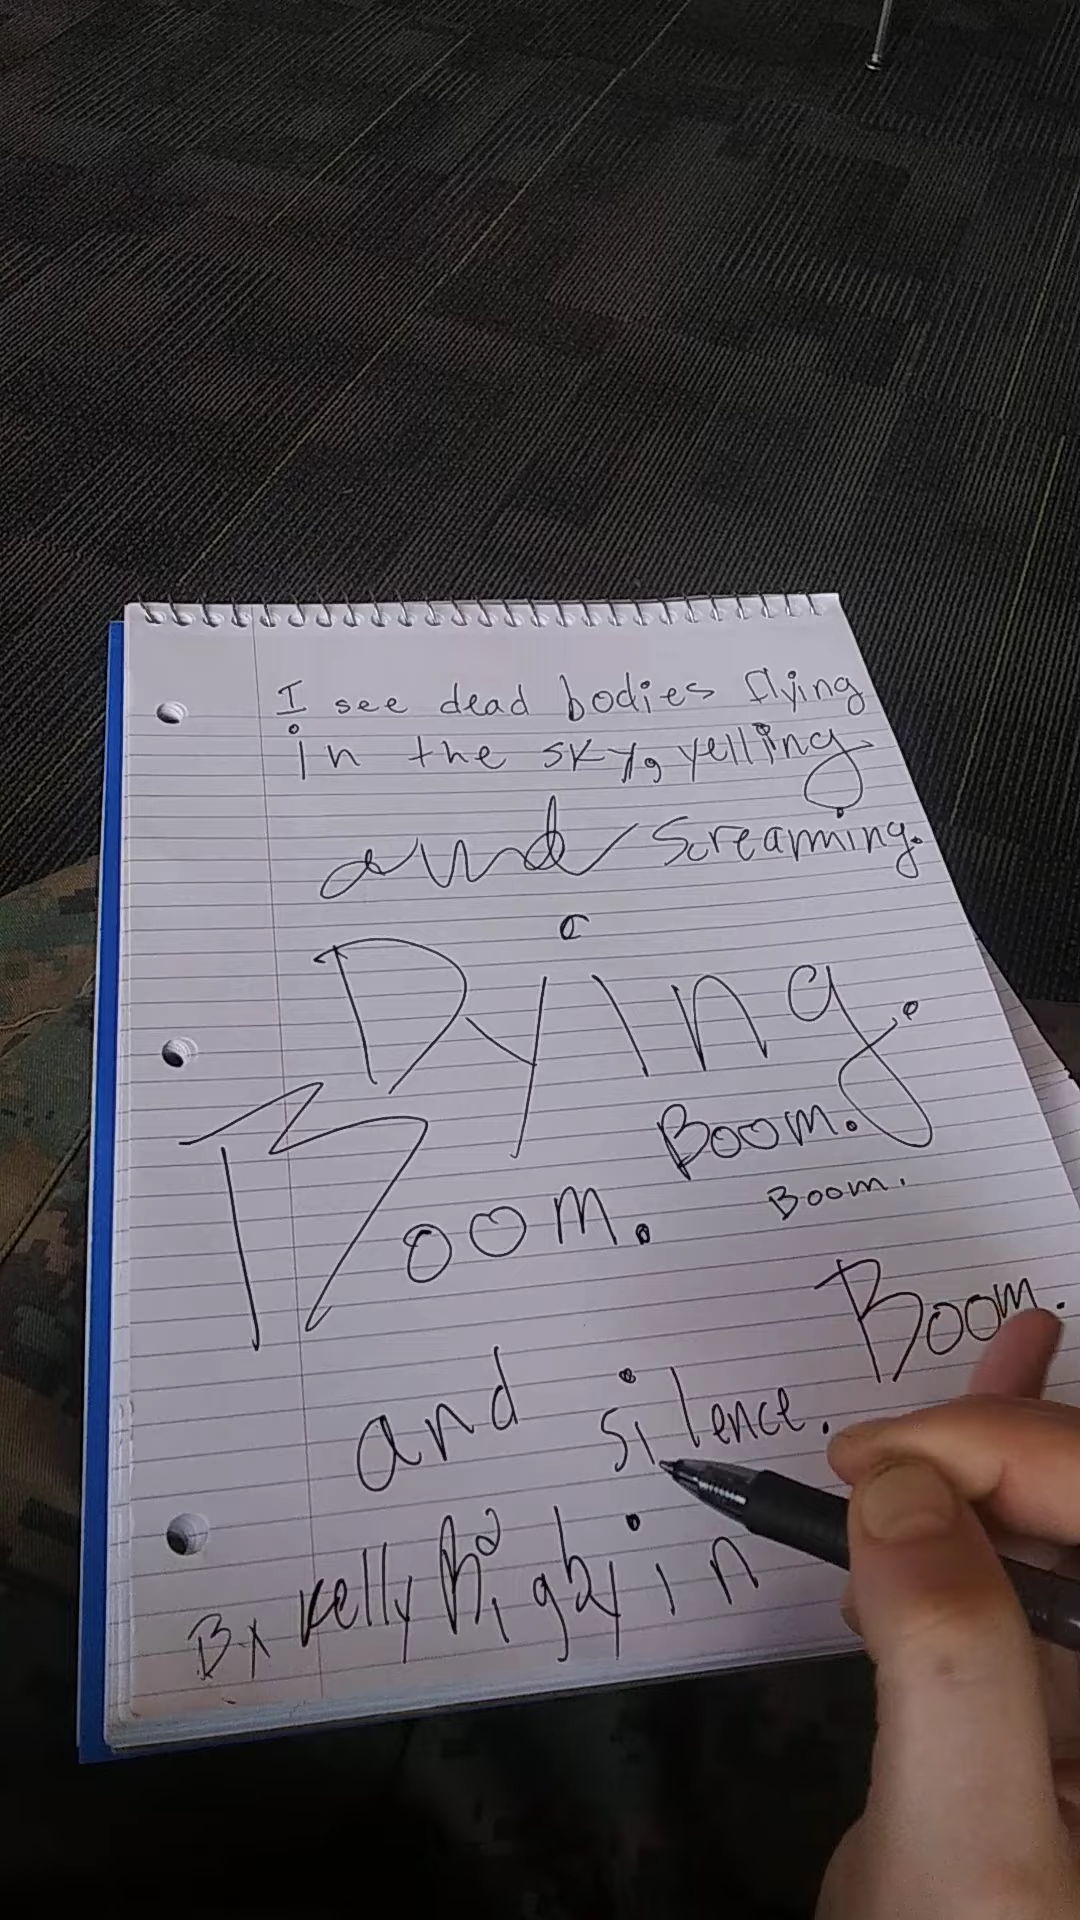 I see dead bodies flying
in the sky, yelling
and screaming.
Dying.
Boom. Boom.
Boom.
Boom.
and silence.
By Kelly